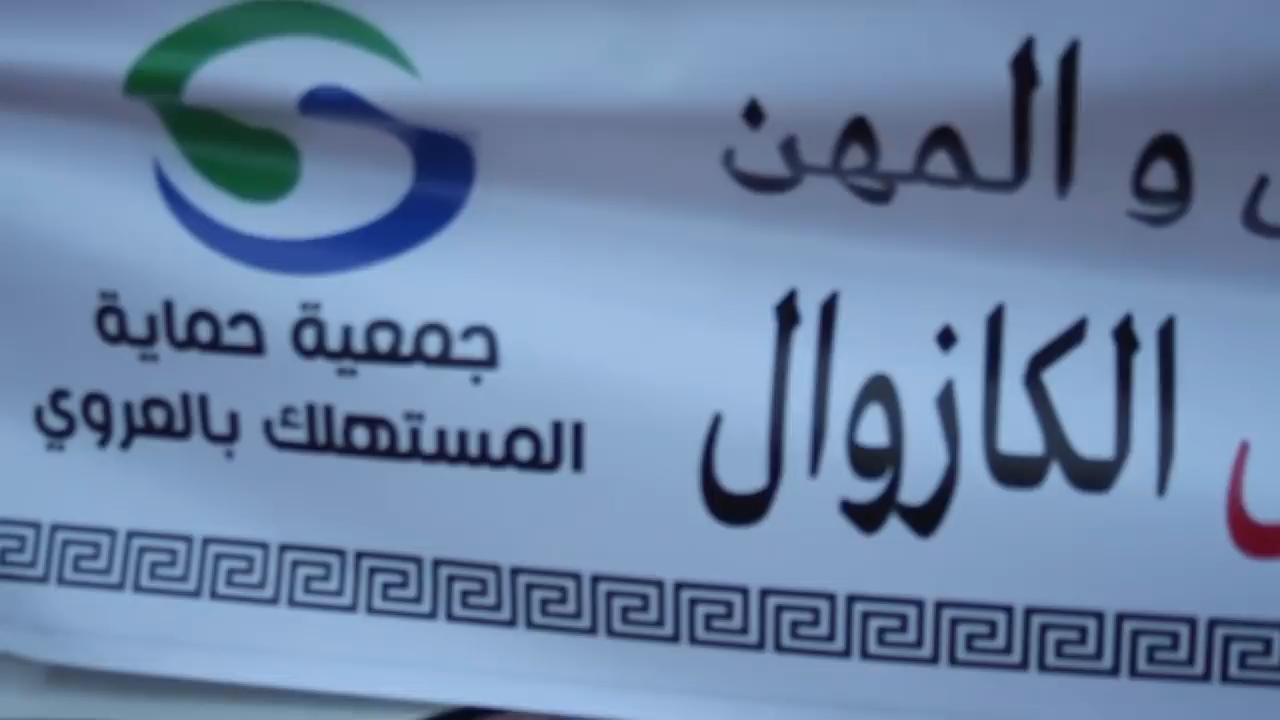 و المهن
الكازوال
جمعية حماية
المستهلك بالعروي